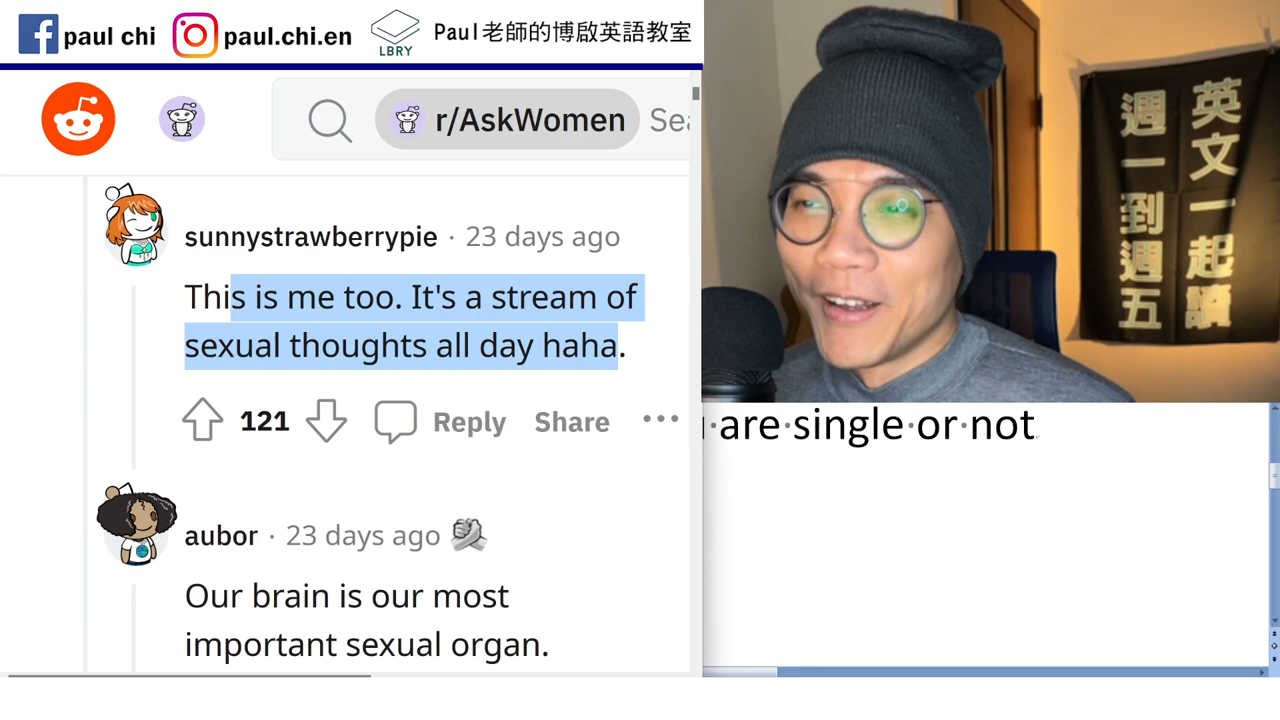 paul chi
paul.chi.en
LBRY
Paul老師的博啟英語教室
r/AskWomen
sunnystrawberrypie · 23 days ago
This is me too. It's a stream of
sexual thoughts all day haha.
121
Reply
Share
aubor · 23 days ago
Our brain is our most
important sexual organ.
英文一起讀
週一到週五
are·single·or·not